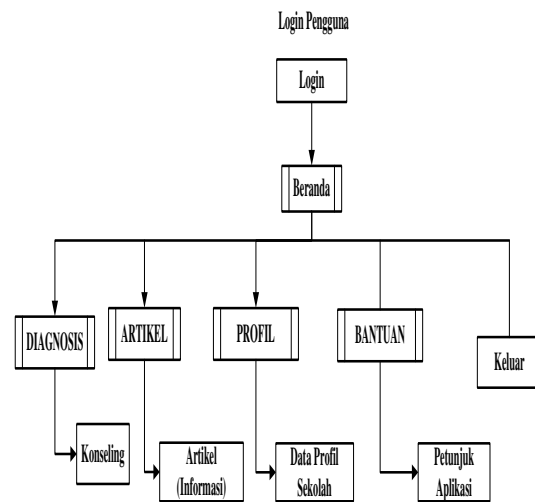 Login Pengguna
Login
Beranda
DIAGNOSIS
ARTIKEL
PROFIL
BANTUAN
Keluar
Konseling
Artikel
(Informasi)
Data Profil
Sekolah
Petunjuk
Aplikasi